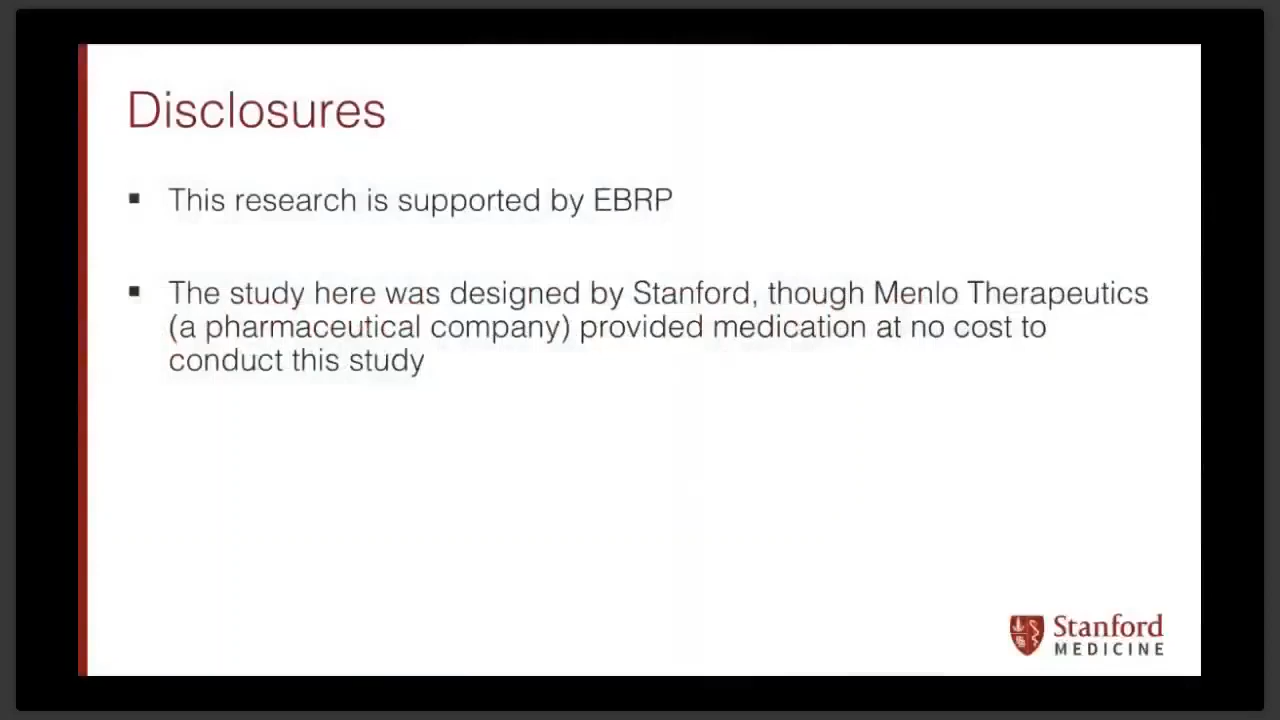 Disclosures
▪ This research is supported by EBRP
▪ The study here was designed by Stanford, though Menlo Therapeutics
(a pharmaceutical company) provided medication at no cost to
conduct this study
Stanford
MEDICINE